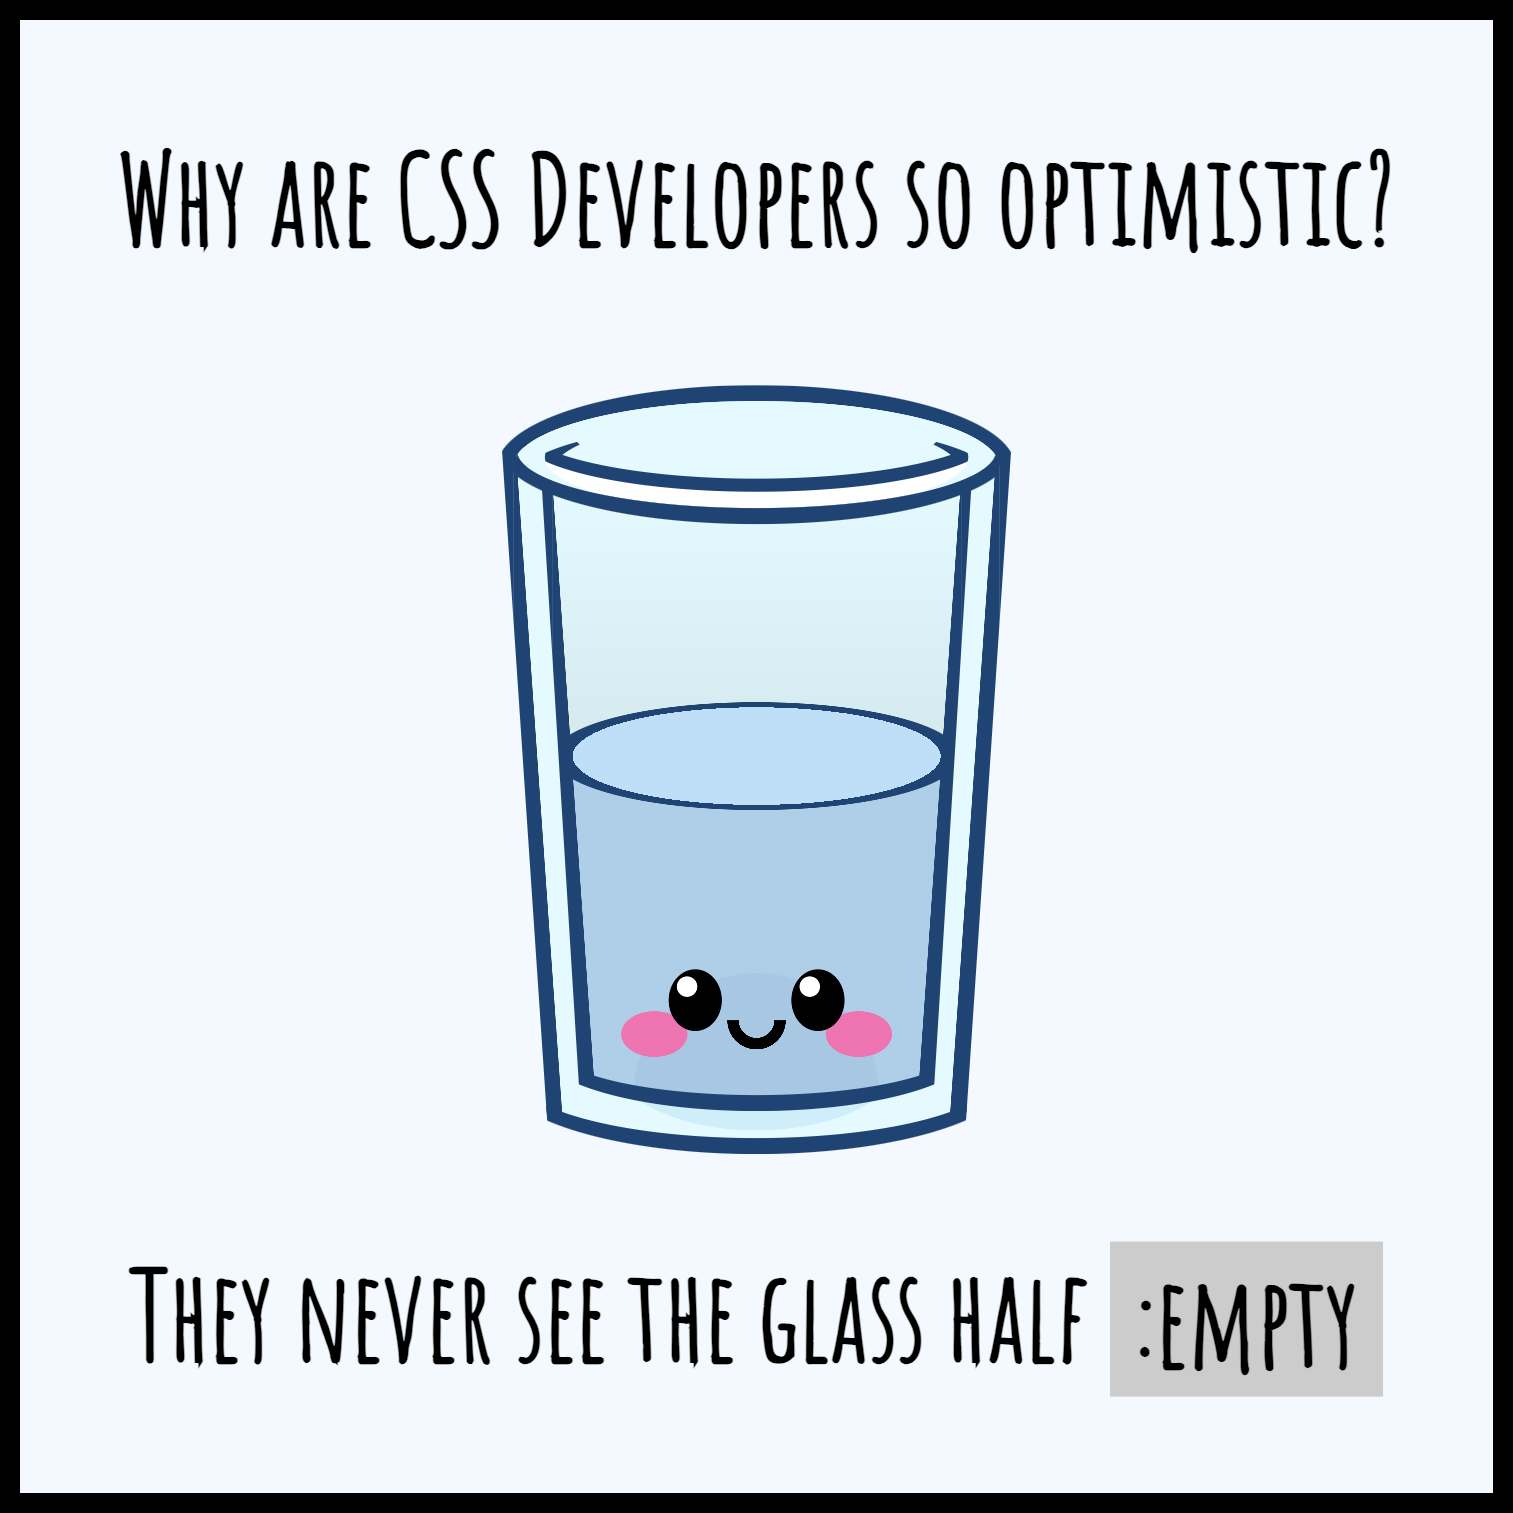 Why are CSS Developers so optimistic?
They never see the glass half :empty